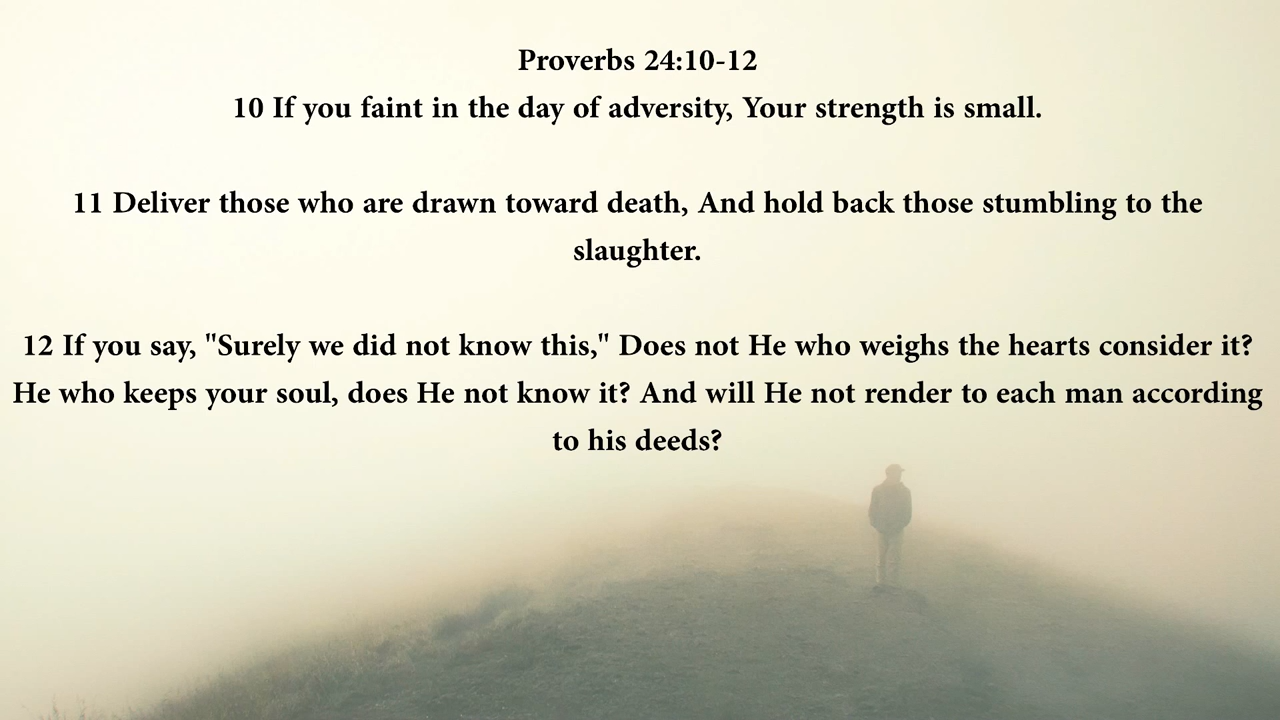 Proverbs 24:10-12
10 If you faint in the day of adversity, Your strength is small.
11 Deliver those who are drawn toward death, And hold back those stumbling to the
slaughter.
12 If you say, "Surely we did not know this," Does not He who weighs the hearts consider it?
He who keeps your soul, does He not know it? And will He not render to each man according
to his deeds?